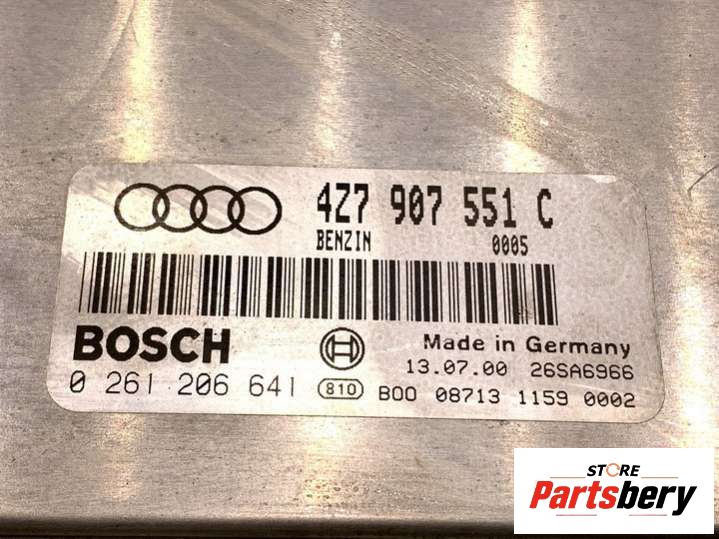 4Z7 907 551 C
BENZIN 0005
BOSCH
Made in Germany
13.07.00 26SA6966
0 261 206 641 810 B00 08713 1159 0002
STORE
Partsbery